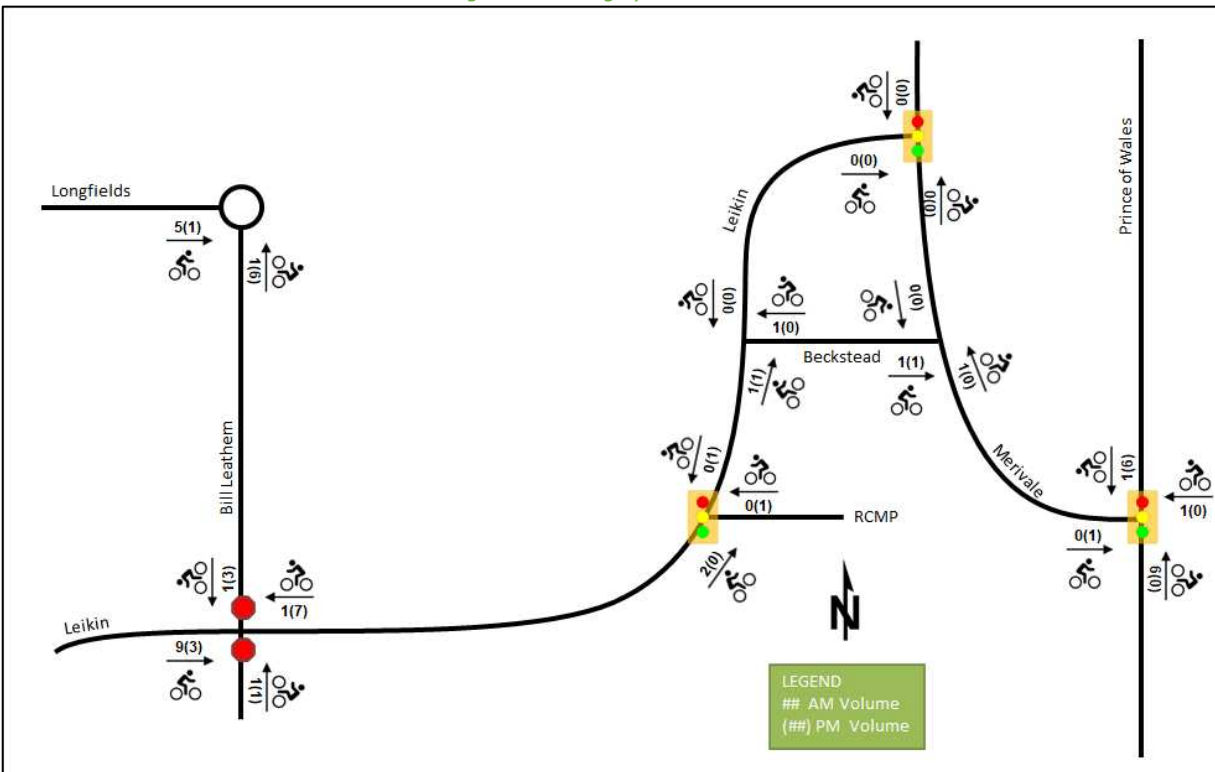 0(0)
0(0)
0(0)
Longfields
5(1)
1(6)
Leikin
Prince of Wales
0(0)
1(0)
0(0)
Beckstead
1(1)
1(1)
1(0)
Bill Leathem
Merivale
0(1)
0(1)
RCMP
2(0)
1(6)
1(0)
0(1)
6(0)
1(3)
1(7)
Leikin
9(3)
1(1)
N
LEGEND
## AM Volume
(##) PM Volume